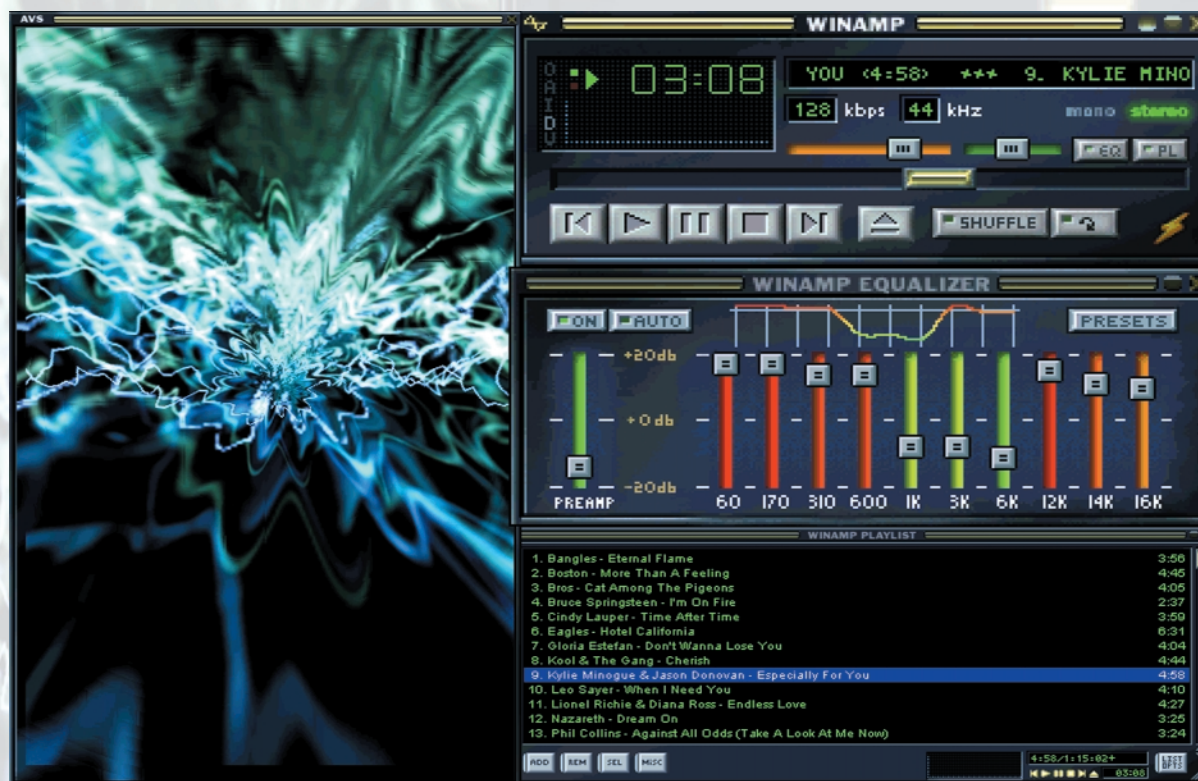 AVS
WINAMP
O
A
I
D
V
03:08
YOU <4:58> *** 9. KYLIE MINO
128 kbps 44 kHz mono stereo
EQ PL
SHUFFLE
WINAMP EQUALIZER
ON AUTO PRESETS
+20db
+0db
-20db
PREAMP 60 170 310 600 1K 3K 6K 12K 14K 16K
WINAMP PLAYLIST
1. Bangles - Eternal Flame 3:56
2. Boston - More Than A Feeling 4:45
3. Bros - Cat Among The Pigeons 4:05
4. Bruce Springsteen - I'm On Fire 2:37
5. Cindy Lauper - Time After Time 3:59
6. Eagles - Hotel California 6:31
7. Gloria Estefan - Don't Wanna Lose You 4:04
8. Kool & The Gang - Cherish 4:44
9. Kylie Minogue & Jason Donovan - Especially For You 4:58
10. Leo Sayer - When I Need You 4:10
11. Lionel Richie & Diana Ross - Endless Love 4:27
12. Nazareth - Dream On 3:25
13. Phil Collins - Against All Odds (Take A Look At Me Now) 3:24
ADD REM SEL MISC
4:58/1:15:02+
03:08
LIST
OPTS